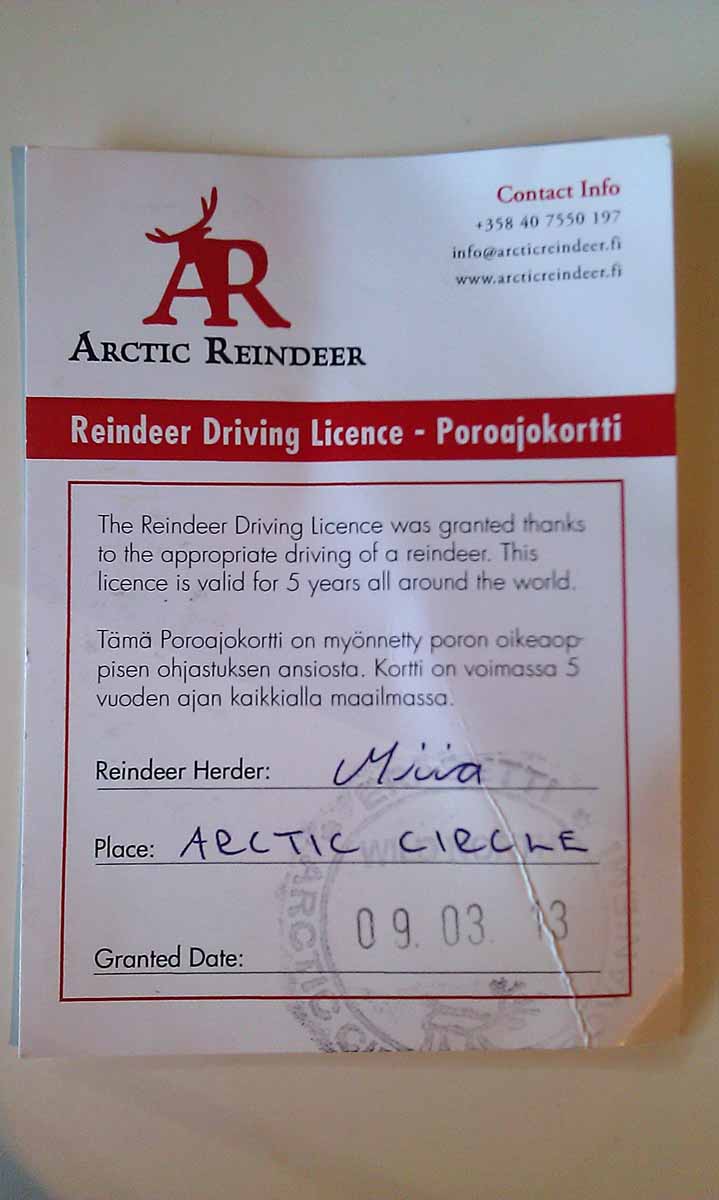 AR
ARCTIC REINDEER
Contact Info
+358 40 7550 197
info@arcticreindeer.fi
www.arcticreindeer.fi
Reindeer Driving Licence - Poroajokortti
The Reindeer Driving Licence was granted thanks
to the appropriate driving of a reindeer. This
licence is valid for 5 years all around the world.
Tämä Poroajokortti on myönnetty poron oikeaop-
pisen ohjastuksen ansiosta. Kortti on voimassa 5
vuoden ajan kaikkialla maailmassa.
Reindeer Herder: Miia
Place: ARCTIC CIRCLE
Granted Date: 09. 03. 13
ARCTIC